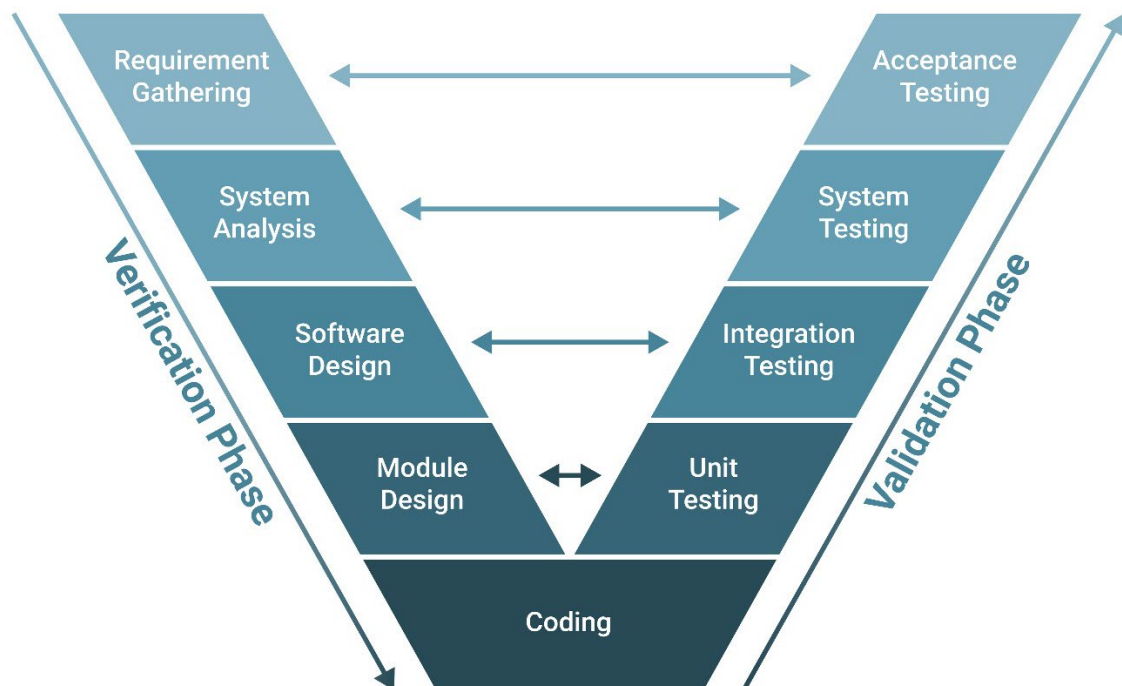 Requirement
Gathering
Acceptance
Testing
System
Analysis
System
Testing
Verification Phase
Validation Phase
Software
Design
Integration
Testing
Module
Design
Unit
Testing
Coding